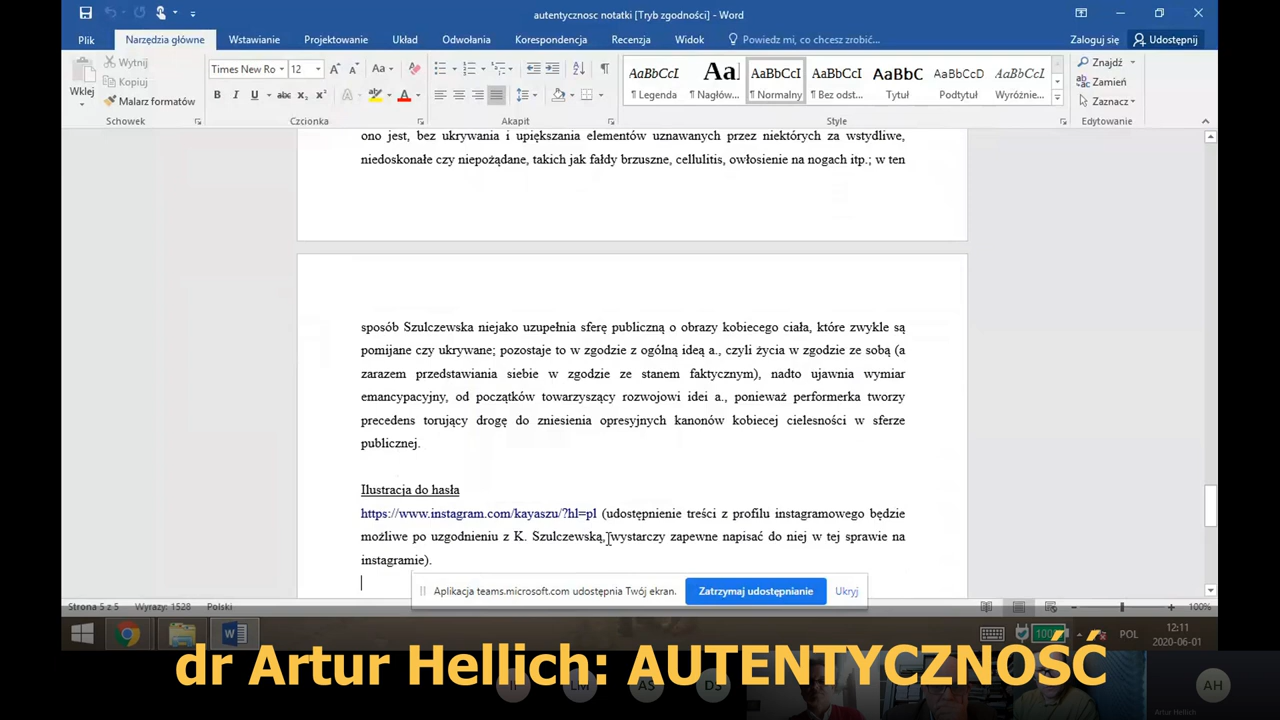 autentycznosc notatki [Tryb zgodności] - Word
Plik Narzędzia główne Wstawianie Projektowanie Układ Odwołania Korespondencja Recenzja Widok Powiedz mi, co chcesz zrobić... Zaloguj się Udostępnij
Wklej Wytnij Kopiuj Malarz formatów
Times New Ro 12
AaBbCcI AaI AaBbCcI AaBbCcI AaBbC AaBbCcD AaBbCcI
¶ Legenda ¶ Nagłów... ¶ Normalny ¶ Bez odst... Tytuł Podtytuł Wyróżnie...
Znajdź Zamień Zaznacz
Schowek Czcionka Akapit Style Edytowanie
ono jest, bez ukrywania i upiększania elementów uznawanych przez niektórych za wstydliwe,
niedoskonałe czy niepożądane, takich jak fałdy brzuszne, cellulitis, owłosienie na nogach itp.; w ten
sposób Szulczewska niejako uzupełnia sferę publiczną o obrazy kobiecego ciała, które zwykle są
pomijane czy ukrywane; pozostaje to w zgodzie z ogólną ideą a., czyli życia w zgodzie ze sobą (a
zarazem przedstawiania siebie w zgodzie ze stanem faktycznym), nadto ujawnia wymiar
emancypacyjny, od początków towarzyszący rozwojowi idei a., ponieważ performerka tworzy
precedens torujący drogę do zniesienia opresyjnych kanonów kobiecej cielesności w sferze
publicznej.
Ilustracja do hasła
https://www.instagram.com/kayaszu/?hl=pl (udostępnienie treści z profilu instagramowego będzie
możliwe po uzgodnieniu z K. Szulczewską, wystarczy zapewne napisać do niej w tej sprawie na
instagramie).
Aplikacja teams.microsoft.com udostępnia Twój ekran. Zatrzymaj udostępnianie Ukryj
Strona 5 z 5 Wyrazy: 1528 Polski 100%
POL 12:11
2020-06-01
dr Artur Hellich: AUTENTYCZNOŚĆ
LM AS DS AH
Artur Hellich